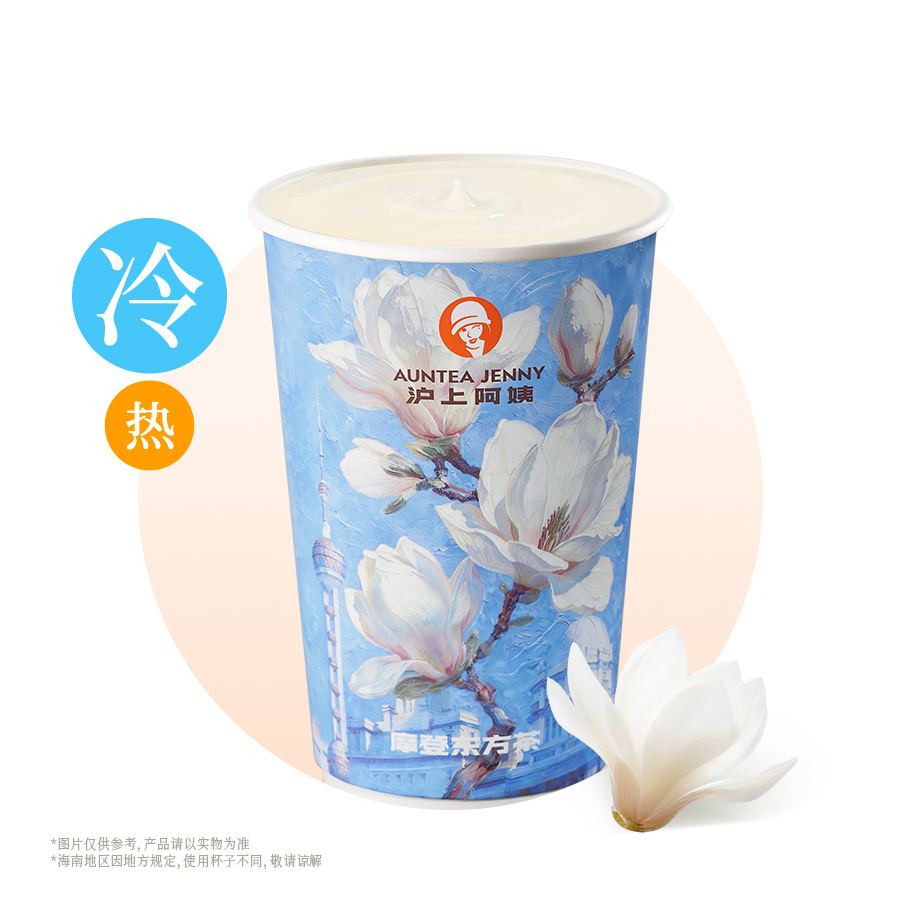 冷
热
AUNTEA JENNY
沪上阿姨
摩登东方茶
*图片仅供参考, 产品请以实物为准
*海南地区因地方规定, 使用杯子不同, 敬请谅解